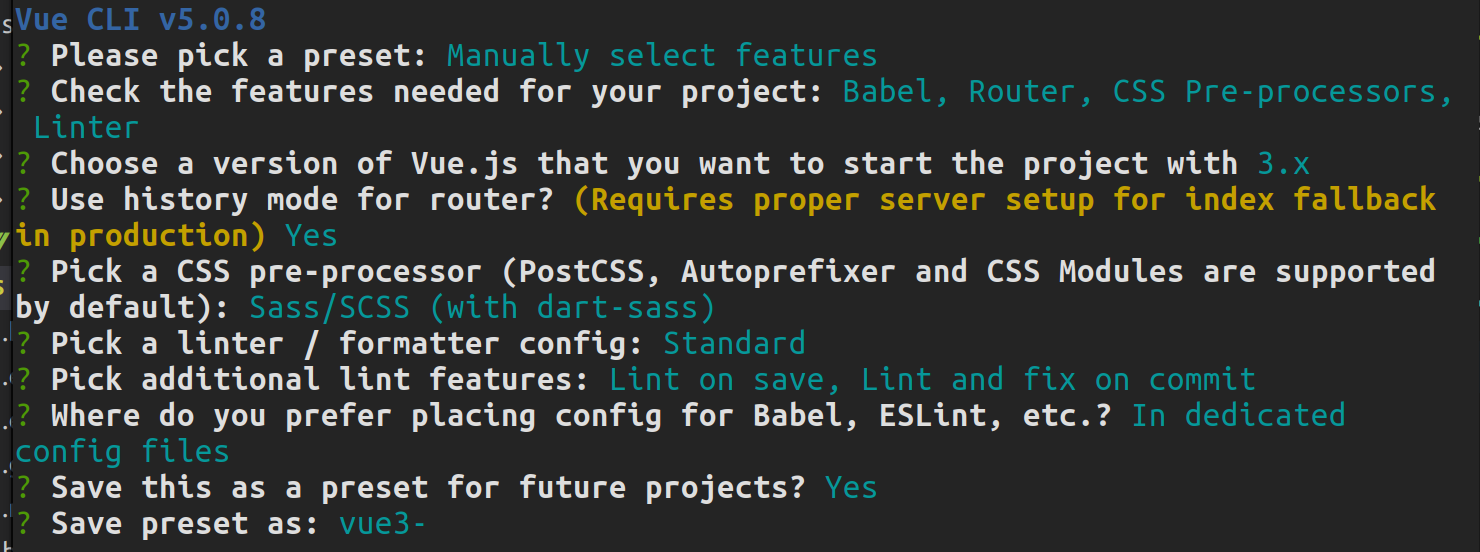 Vue CLI v5.0.8
? Please pick a preset: Manually select features
? Check the features needed for your project: Babel, Router, CSS Pre-processors,
Linter
? Choose a version of Vue.js that you want to start the project with 3.x
? Use history mode for router? (Requires proper server setup for index fallback
in production) Yes
? Pick a CSS pre-processor (PostCSS, Autoprefixer and CSS Modules are supported
by default): Sass/SCSS (with dart-sass)
? Pick a linter / formatter config: Standard
? Pick additional lint features: Lint on save, Lint and fix on commit
? Where do you prefer placing config for Babel, ESLint, etc.? In dedicated
config files
? Save this as a preset for future projects? Yes
? Save preset as: vue3-